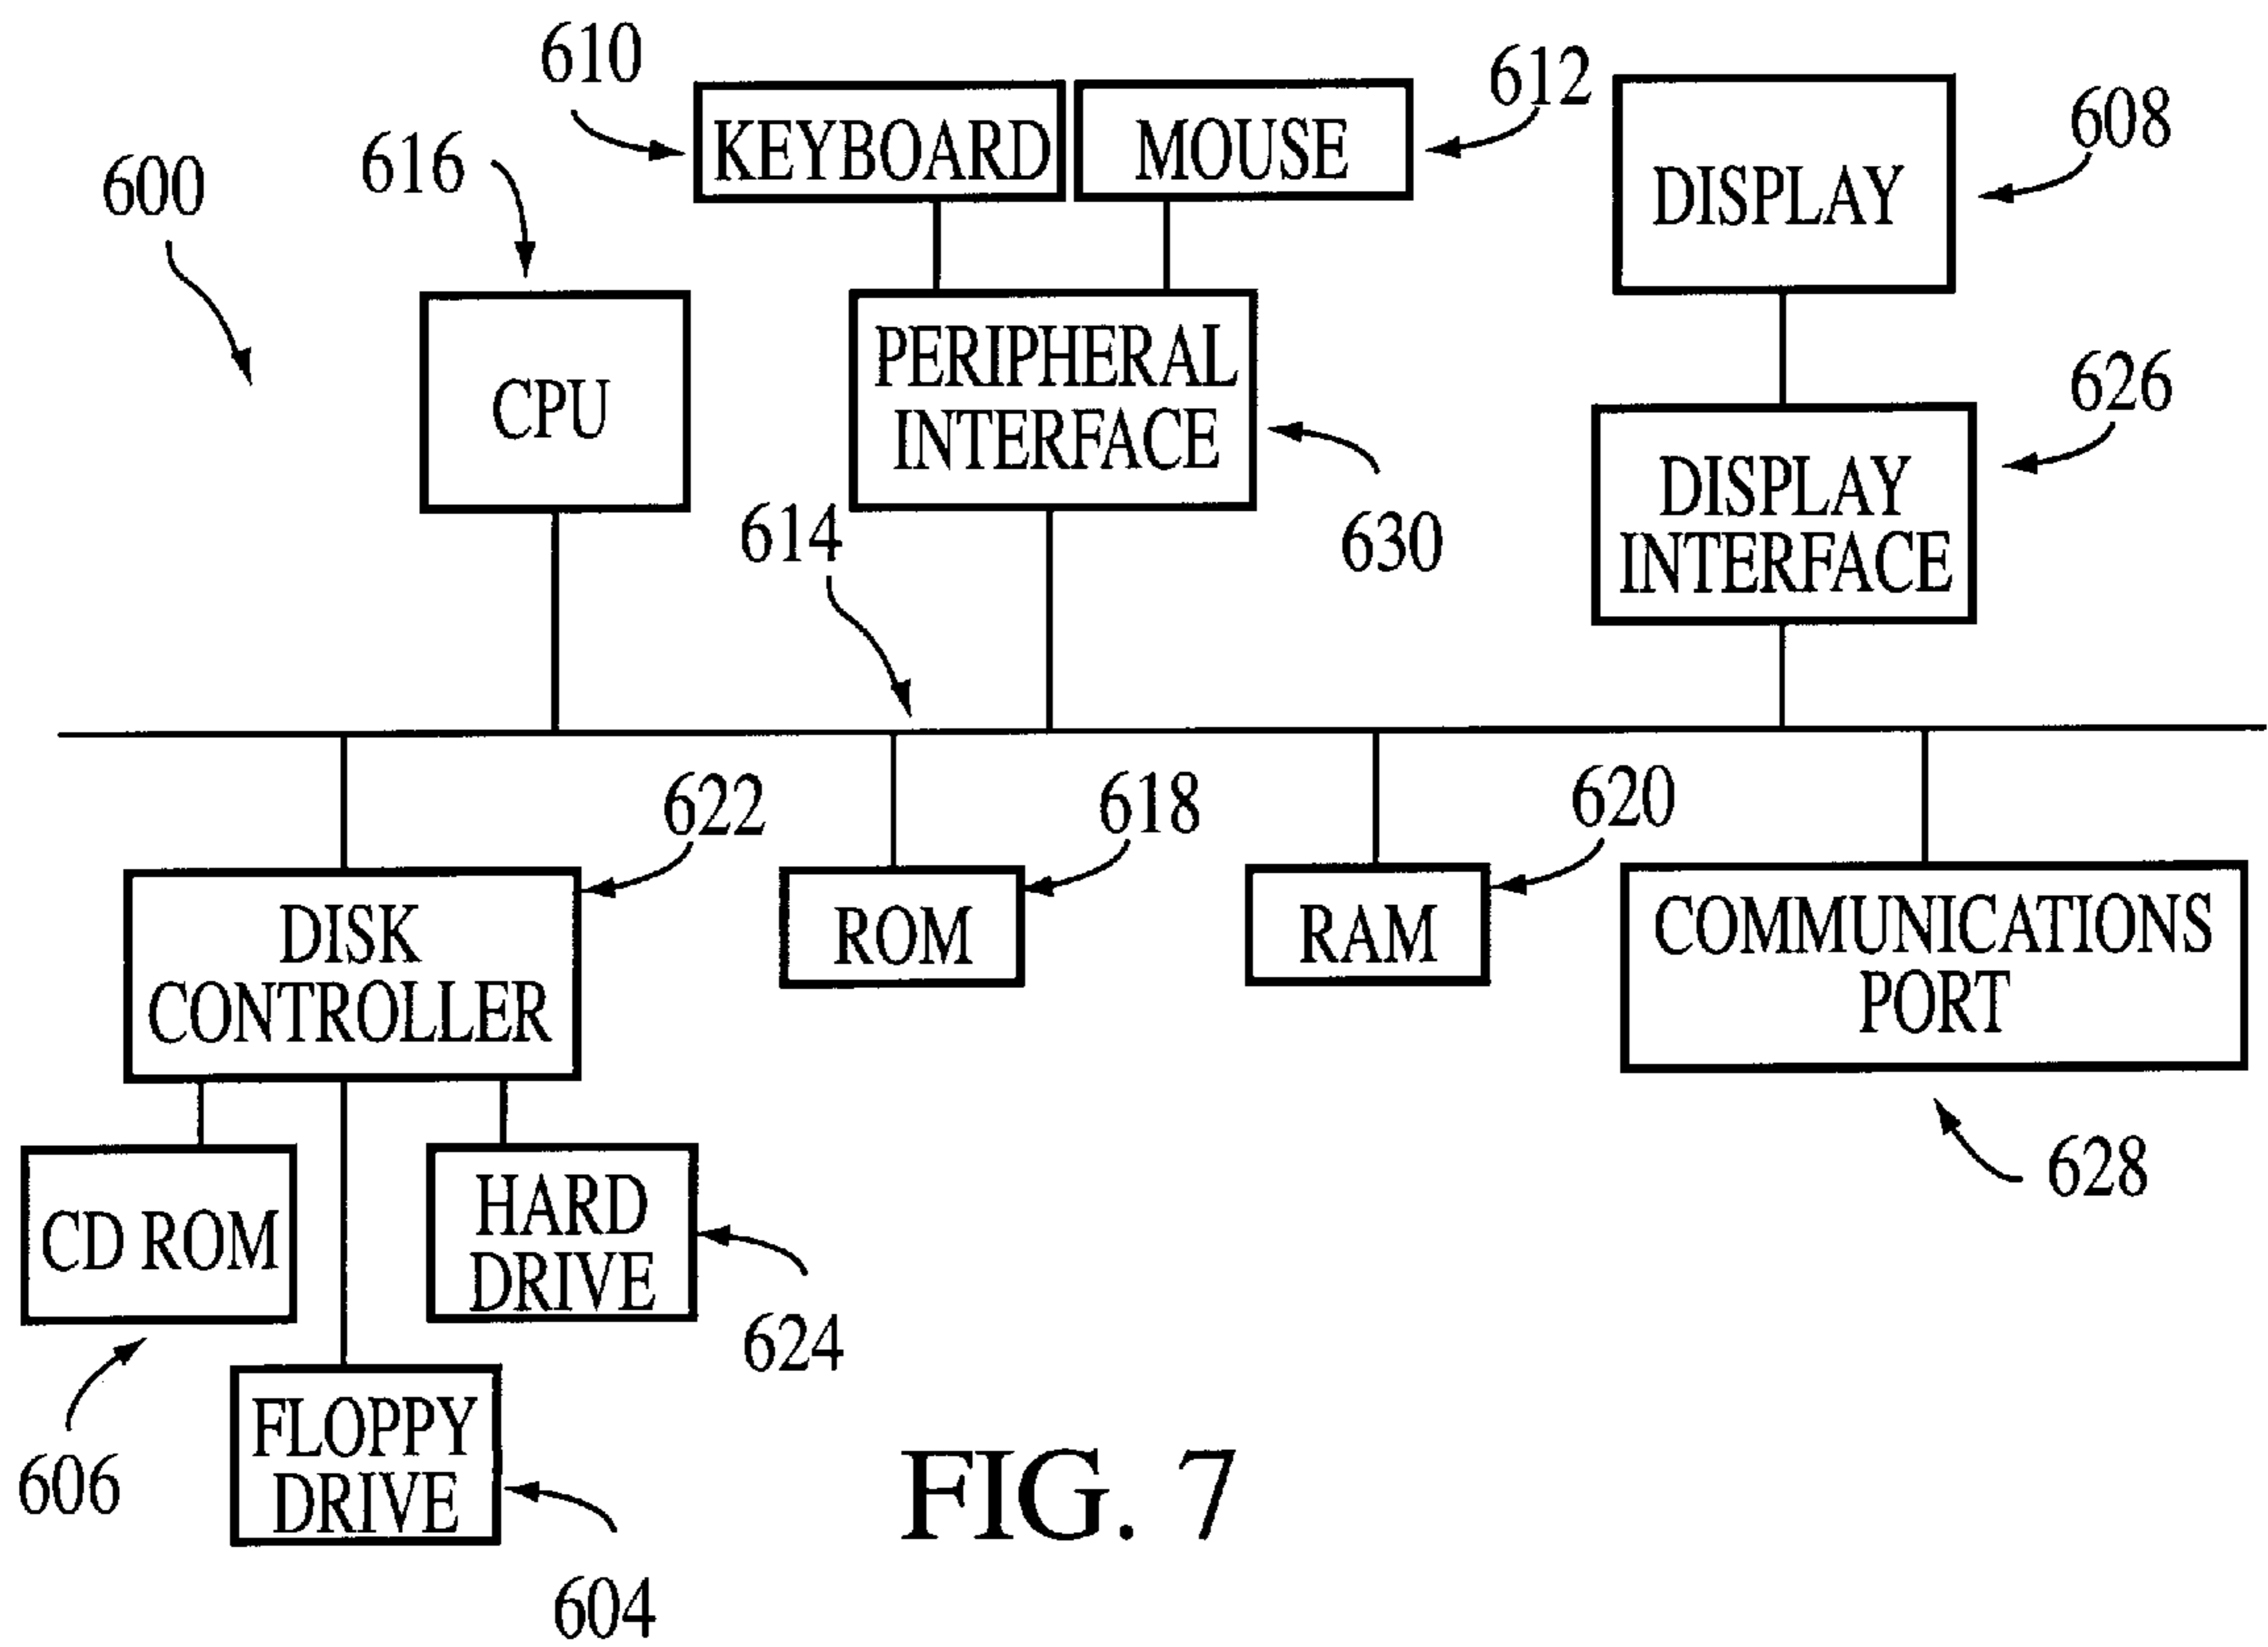 610
KEYBOARD
MOUSE
612
608
616
600
DISPLAY
CPU
PERIPHERAL
INTERFACE
626
614
630
DISPLAY
INTERFACE
622
618
620
DISK
CONTROLLER
ROM
RAM
COMMUNICATIONS
PORT
628
CD ROM
HARD
DRIVE
624
606
FLOPPY
DRIVE
604
FIG. 7